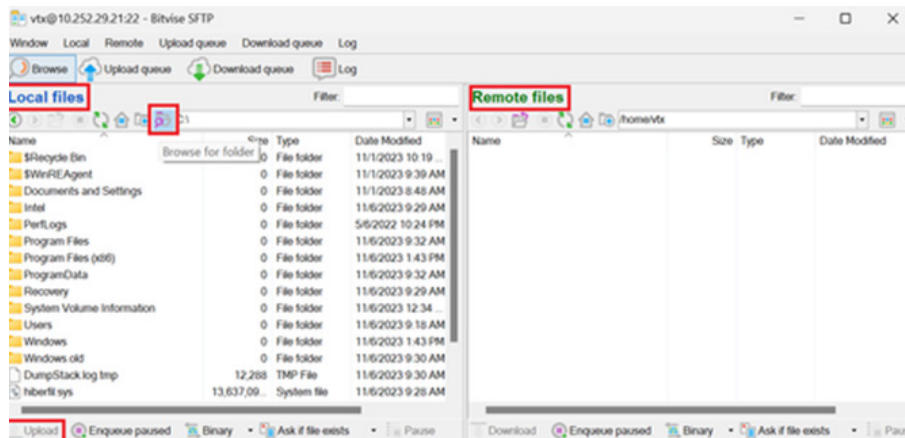 vtx@10.252.29.21:22 - Bitvise SFTP
Window Local Remote Upload queue Download queue Log
Browse Upload queue Download queue Log
Local files Filter: Remote files Filter:
C:\ /home/vtx
Name Size Type Date Modified Name Size Type Date Modified
Browse for folder
$Recycle Bin 0 File folder 11/1/2023 10:19 ...
$WinREAgent 0 File folder 11/1/2023 9:39 AM
Documents and Settings 0 File folder 11/1/2023 8:48 AM
Intel 0 File folder 11/6/2023 9:29 AM
PerfLogs 0 File folder 5/6/2022 10:24 PM
Program Files 0 File folder 11/6/2023 9:32 AM
Program Files (x86) 0 File folder 11/6/2023 1:43 PM
ProgramData 0 File folder 11/6/2023 9:32 AM
Recovery 0 File folder 11/6/2023 9:29 AM
System Volume Information 0 File folder 11/6/2023 12:34 ...
Users 0 File folder 11/6/2023 9:18 AM
Windows 0 File folder 11/6/2023 1:43 PM
Windows.old 0 File folder 11/6/2023 9:30 AM
DumpStack.log.tmp 12,288 TMP File 11/6/2023 9:30 AM
hiberfil.sys 13,637,09... System file 11/6/2023 9:28 AM
Upload Enqueue paused Binary Ask if file exists Pause Download Enqueue paused Binary Ask if file exists Pau